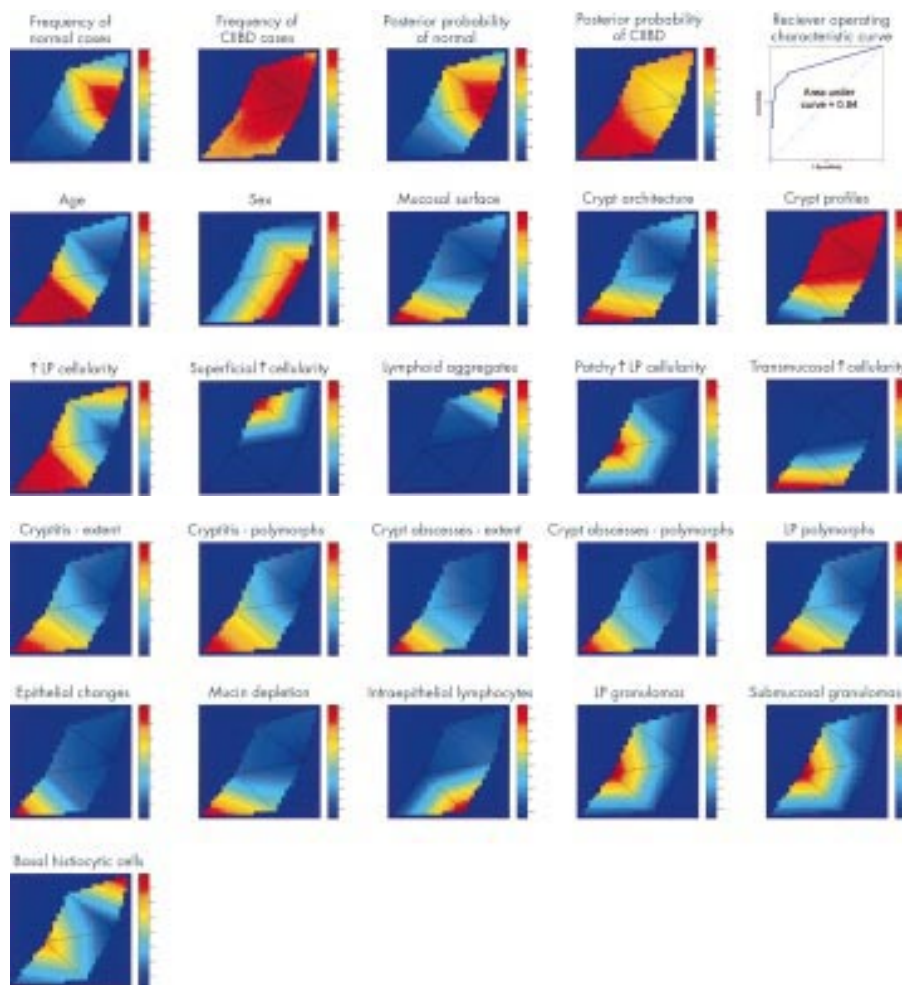 Frequency of
normal cases
Frequency of
CIIBD cases
Posterior probability
of normal
Posterior probability
of CIIBD
Reciever operating
characteristic curve
Area under
curve = 0.84
Age
Sex
Mucosal surface
Crypt architecture
Crypt profiles
↑ LP cellularity
Superficial ↑ cellularity
Lymphoid aggregates
Patchy ↑ LP cellularity
Transmucosal ↑ cellularity
Cryptitis - extent
Cryptitis - polymorphs
Crypt abscesses - extent
Crypt abscesses - polymorphs
LP polymorphs
Epithelial changes
Mucin depletion
Intraepithelial lymphocytes
LP granulomas
Submucosal granulomas
Basal histiocytic cells